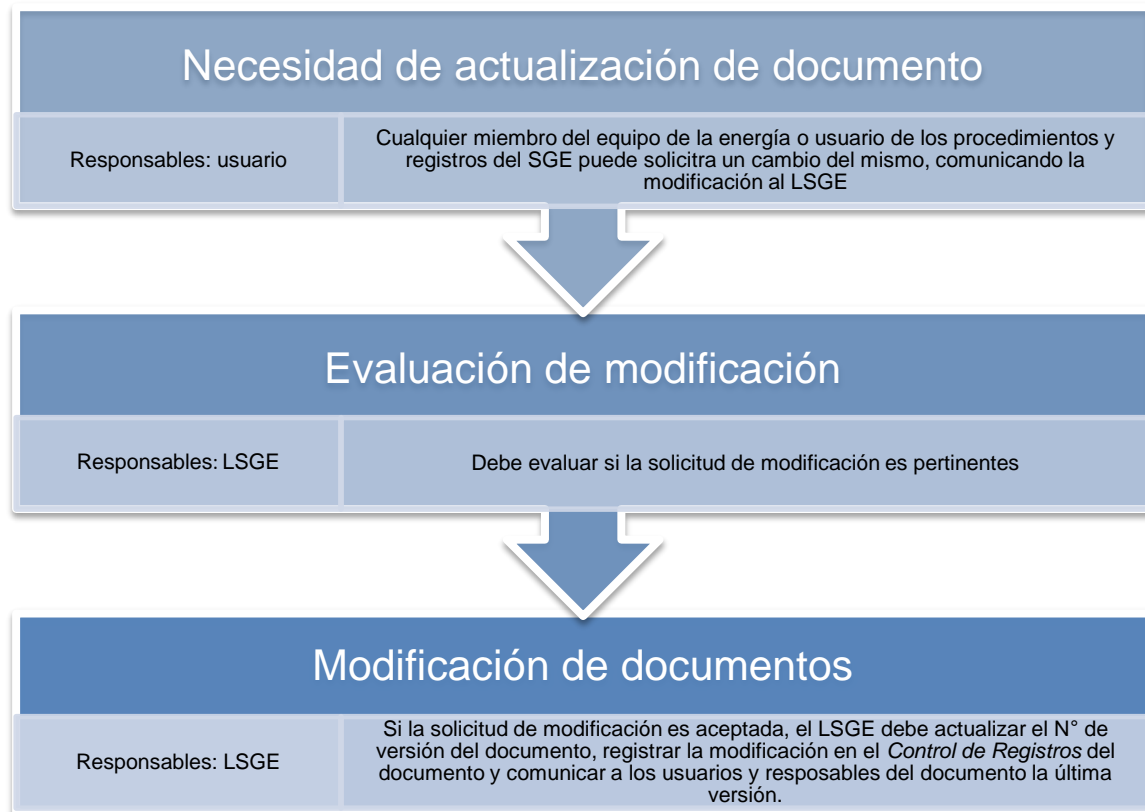 Necesidad de actualización de documento
Responsables: usuario
Cualquier miembro del equipo de la energía o usuario de los procedimientos y
registros del SGE puede solicitra un cambio del mismo, comunicando la
modificación al LSGE
Evaluación de modificación
Responsables: LSGE
Debe evaluar si la solicitud de modificación es pertinentes
Modificación de documentos
Responsables: LSGE
Si la solicitud de modificación es aceptada, el LSGE debe actualizar el N° de
versión del documento, registrar la modificación en el Control de Registros del
documento y comunicar a los usuarios y resposables del documento la última
versión.